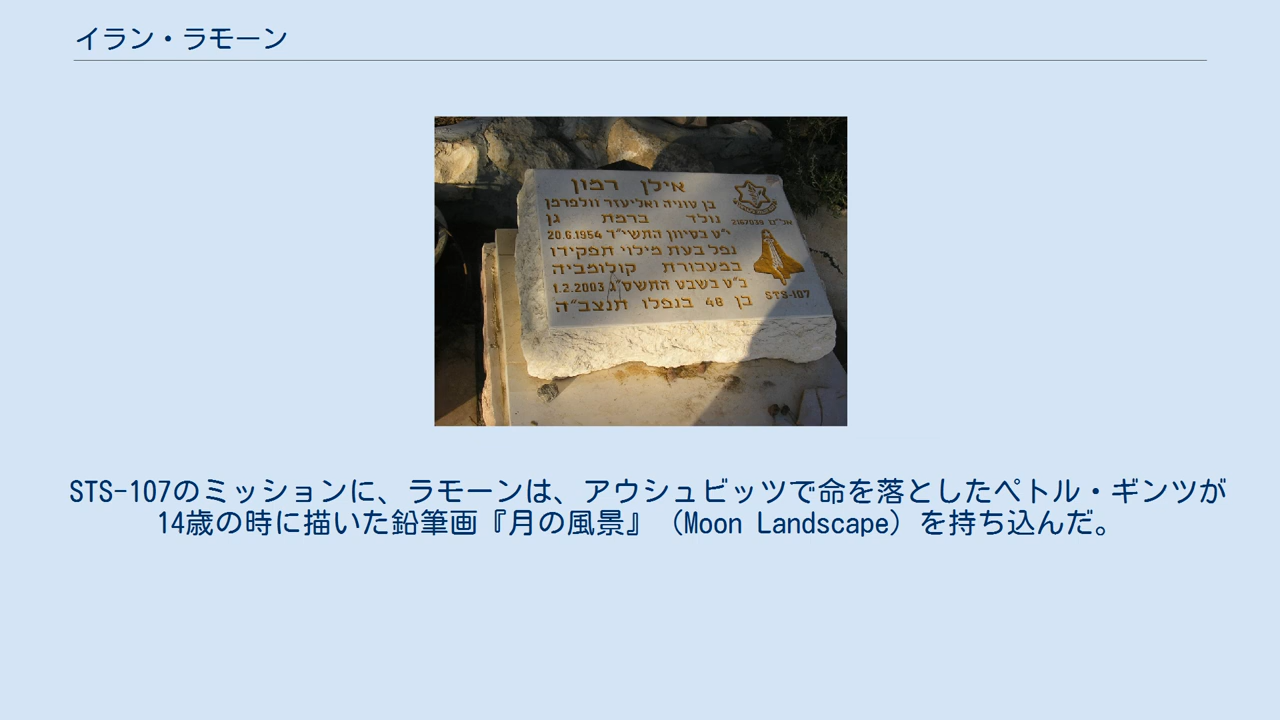 イラン・ラモーン
אילן רמון
בן טוניה ואליעזר וולפרמן
נולד ברמת גן
אל"ם 2167029
י"ט בסיוון התשי"ד 20.6.1954
נפל בעת מילוי תפקידו
במעבורת קולומביה
כ"ט בשבט התשס"ג 1.2.2003
בן 48 בנפלו תנצב"ה
STS-107
STS-107のミッションに、ラモーンは、アウシュビッツで命を落としたペトル・ギンツが
14歳の時に描いた鉛筆画『月の風景』（Moon Landscape）を持ち込んだ。